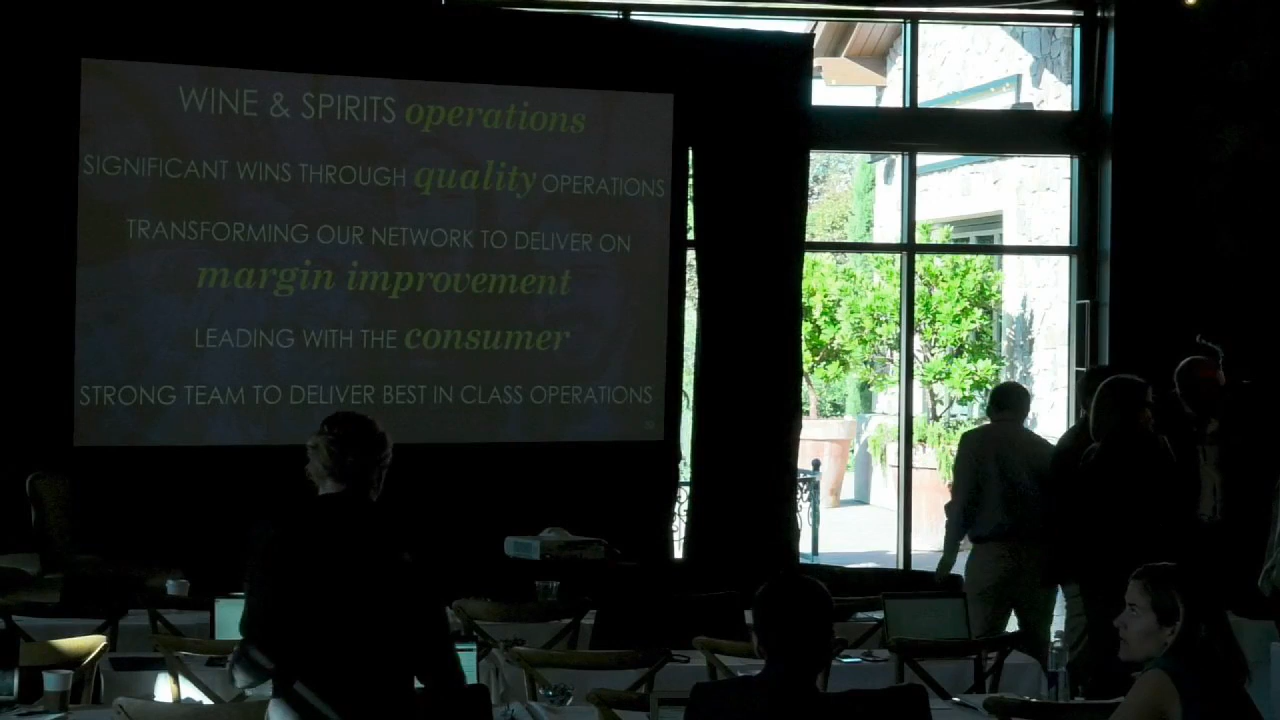 WINE & SPIRITS operations
SIGNIFICANT WINS THROUGH quality OPERATIONS
TRANSFORMING OUR NETWORK TO DELIVER ON
margin improvement
LEADING WITH THE consumer
STRONG TEAM TO DELIVER BEST IN CLASS OPERATIONS